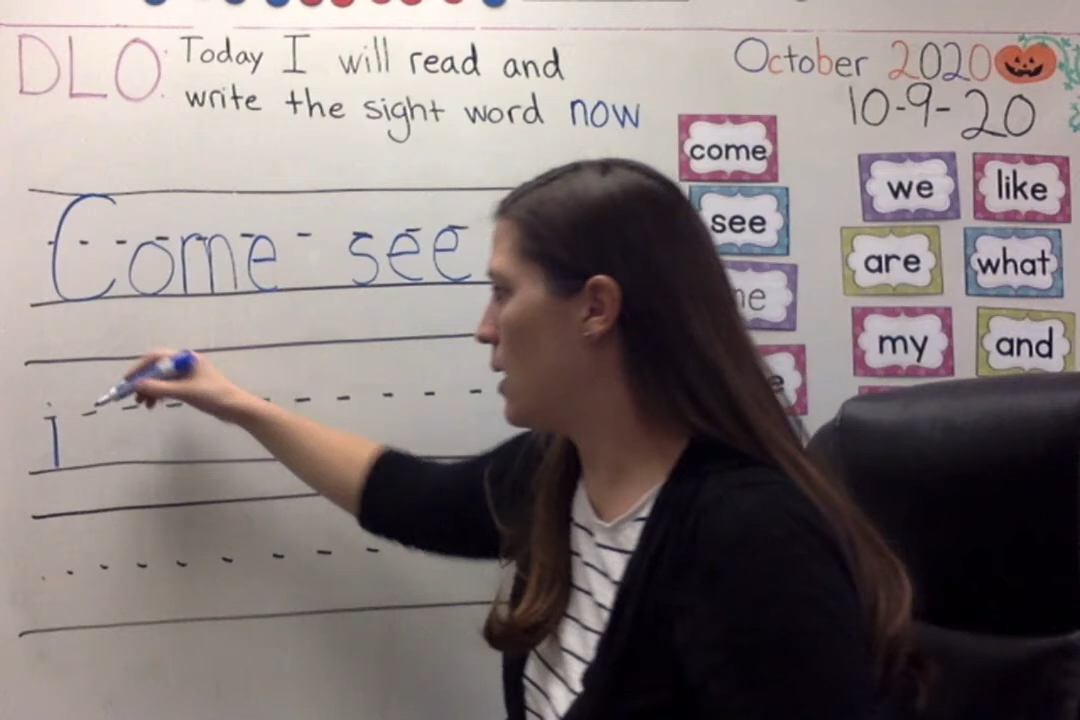 DLO: Today I will read and
write the sight word now
October 2020
10-9-20
Come see
come
see
we
like
are
what
my
and